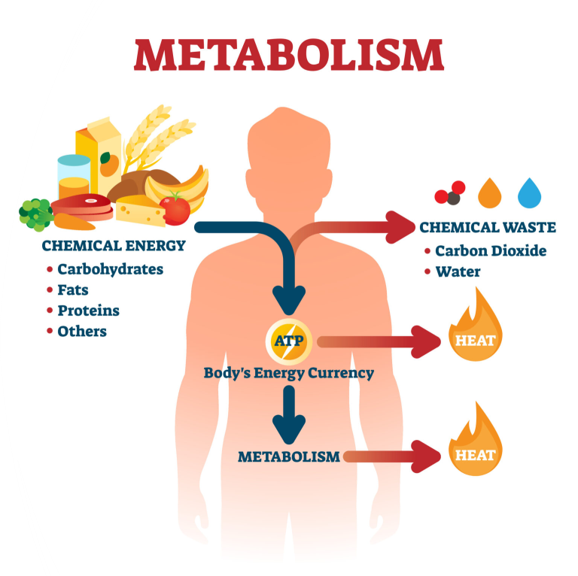 METABOLISM
CHEMICAL ENERGY
• Carbohydrates
• Fats
• Proteins
• Others
CHEMICAL WASTE
• Carbon Dioxide
• Water
ATP
HEAT
Body's Energy Currency
METABOLISM
HEAT